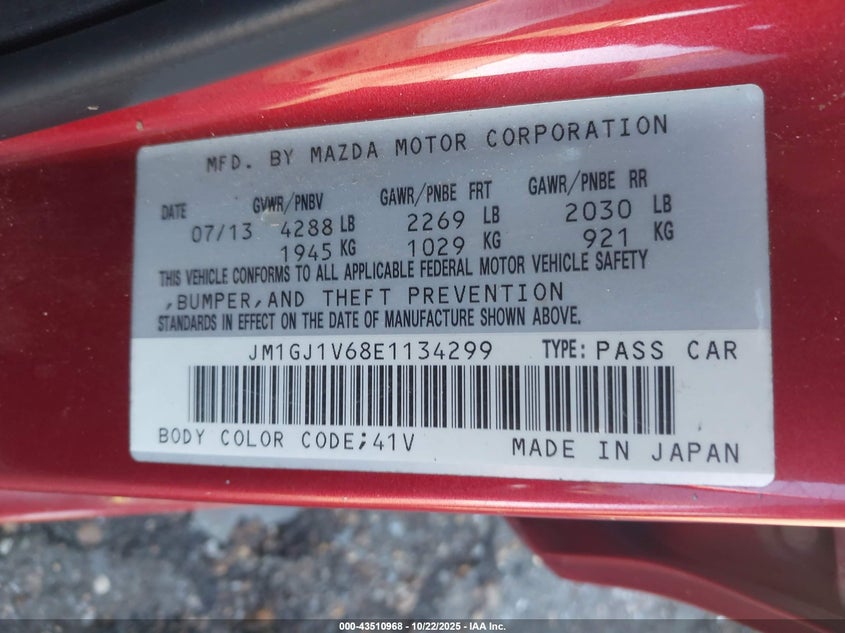 MFD. BY MAZDA MOTOR CORPORATION
DATE GVWR/PNBV GAWR/PNBE FRT GAWR/PNBE RR
07/13 4288 LB 2269 LB 2030 LB
1945 KG 1029 KG 921 KG
THIS VEHICLE CONFORMS TO ALL APPLICABLE FEDERAL MOTOR VEHICLE SAFETY
,BUMPER,AND THEFT PREVENTION
STANDARDS IN EFFECT ON THE DATE OF MANUFACTURE SHOWN ABOVE.
JM1GJ1V68E1134299 TYPE: PASS CAR
BODY COLOR CODE;41V MADE IN JAPAN
000-43510968 - 10/22/2025 - IAA Inc.